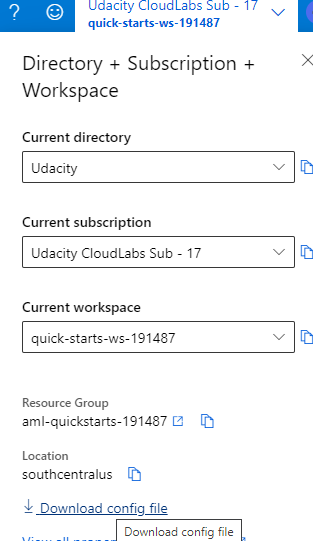 ?
Udacity CloudLabs Sub - 17
quick-starts-ws-191487
Directory + Subscription +
Workspace
Current directory
Udacity
Current subscription
Udacity CloudLabs Sub - 17
Current workspace
quick-starts-ws-191487
Resource Group
aml-quickstarts-191487
Location
southcentralus
Download config file
Download config file
View all